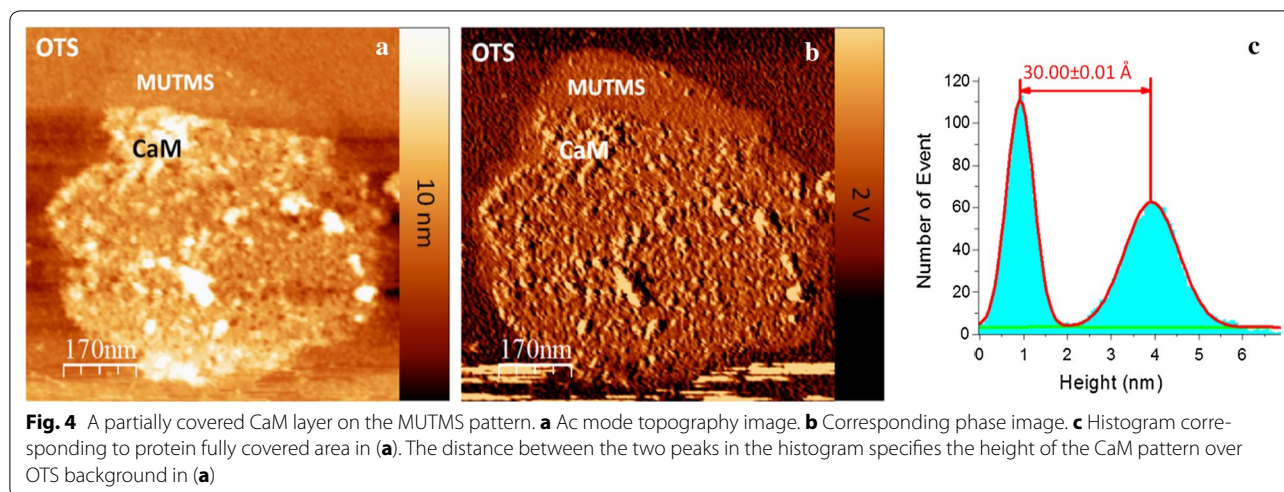 OTS
a
MUTMS
CaM
170nm
10 nm
OTS
b
MUTMS
CaM
170nm
2 V
c
30.00±0.01 Å
120
100
80
60
40
20
0
Number of Event
0 1 2 3 4 5 6
Height (nm)
Fig. 4 A partially covered CaM layer on the MUTMS pattern. a Ac mode topography image. b Corresponding phase image. c Histogram corre-
sponding to protein fully covered area in (a). The distance between the two peaks in the histogram specifies the height of the CaM pattern over
OTS background in (a)